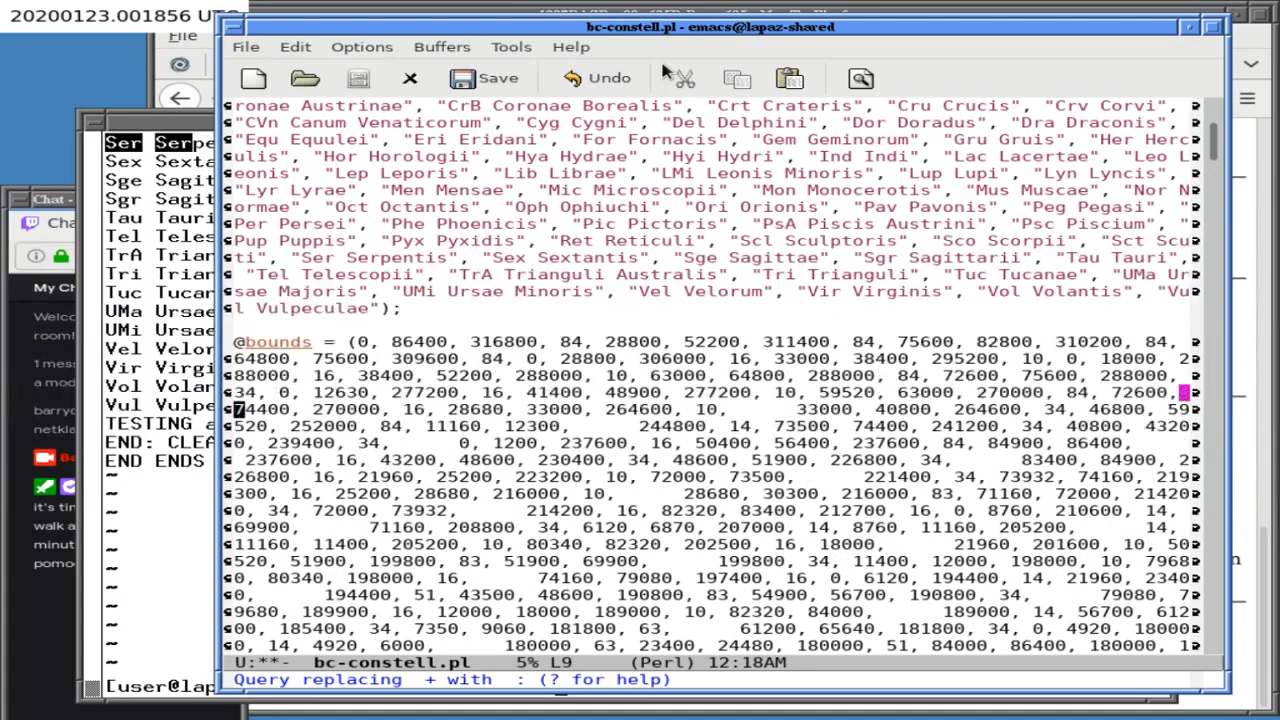 20200123.001856 UTC
File
bc-constell.pl - emacs@lapaz-shared
File Edit Options Buffers Tools Help
Save Undo
ronae Austrinae", "CrB Coronae Borealis", "Crt Crateris", "Cru Crucis", "Crv Corvi",
"CVn Canum Venaticorum", "Cyg Cygni", "Del Delphini", "Dor Doradus", "Dra Draconis",
"Equ Equulei", "Eri Eridani", "For Fornacis", "Gem Geminorum", "Gru Gruis", "Her Herc
ulis", "Hor Horologii", "Hya Hydrae", "Hyi Hydri", "Ind Indi", "Lac Lacertae", "Leo L
eonis", "Lep Leporis", "Lib Librae", "LMi Leonis Minoris", "Lup Lupi", "Lyn Lyncis",
"Lyr Lyrae", "Men Mensae", "Mic Microscopii", "Mon Monocerotis", "Mus Muscae", "Nor N
ormae", "Oct Octantis", "Oph Ophiuchi", "Ori Orionis", "Pav Pavonis", "Peg Pegasi", "
Per Persei", "Phe Phoenicis", "Pic Pictoris", "PsA Piscis Austrini", "Psc Piscium", "
Pup Puppis", "Pyx Pyxidis", "Ret Reticuli", "Scl Sculptoris", "Sco Scorpii", "Sct Scu
ti", "Ser Serpentis", "Sex Sextantis", "Sge Sagittae", "Sgr Sagittarii", "Tau Tauri",
"Tel Telescopii", "TrA Trianguli Australis", "Tri Trianguli", "Tuc Tucanae", "UMa Ur
sae Majoris", "UMi Ursae Minoris", "Vel Velorum", "Vir Virginis", "Vol Volantis", "Vu
l Vulpeculae");
@bounds = (0, 86400, 316800, 84, 28800, 52200, 311400, 84, 75600, 82800, 310200, 84,
64800, 75600, 309600, 84, 0, 28800, 306000, 16, 33000, 38400, 295200, 10, 0, 18000, 2
88000, 16, 38400, 52200, 288000, 10, 63000, 64800, 288000, 84, 72600, 75600, 288000,
34, 0, 12630, 277200, 16, 41400, 48900, 277200, 10, 59520, 63000, 270000, 84, 72600,
74400, 270000, 16, 28680, 33000, 264600, 10, 33000, 40800, 264600, 34, 46800, 59
520, 252000, 84, 11160, 12300, 244800, 14, 73500, 74400, 241200, 34, 40800, 4320
0, 239400, 34, 0, 1200, 237600, 16, 50400, 56400, 237600, 84, 84900, 86400,
237600, 16, 43200, 48600, 230400, 34, 48600, 51900, 226800, 34, 83400, 84900, 2
26800, 16, 21960, 25200, 223200, 10, 72000, 73500, 221400, 34, 73932, 74160, 219
300, 16, 25200, 28680, 216000, 10, 28680, 30300, 216000, 83, 71160, 72000, 21420
0, 34, 72000, 73932, 214200, 16, 82320, 83400, 212700, 16, 0, 8760, 210600, 14,
69900, 71160, 208800, 34, 6120, 6870, 207000, 14, 8760, 11160, 205200, 14,
11160, 11400, 205200, 10, 80340, 82320, 202500, 16, 18000, 21960, 201600, 10, 50
520, 51900, 199800, 83, 51900, 69900, 199800, 34, 11400, 12000, 198000, 10, 7968
0, 80340, 198000, 16, 74160, 79080, 197400, 16, 0, 6120, 194400, 14, 21960, 2340
0, 194400, 51, 43500, 48600, 190800, 83, 54900, 56700, 190800, 34, 79080, 7
9680, 189900, 16, 12000, 18000, 189000, 10, 82320, 84000, 189000, 14, 56700, 612
00, 185400, 34, 7350, 9060, 181800, 63, 61200, 65640, 181800, 34, 0, 4920, 18000
0, 14, 4920, 6000, 180000, 63, 23400, 24480, 180000, 51, 84000, 86400, 180000, 1
U:**- bc-constell.pl 5% L9 (Perl) 12:18AM
Query replacing + with : (? for help)
Ser Serpe
Sex Sexta
Sge Sagit
Sgr Sagit
Tau Tauri
Tel Teles
TrA Trian
Tri Trian
Tuc Tucan
UMa Ursae
UMi Ursae
Vel Velor
Vir Virgi
Vol Volan
Vul Vulpe
TESTING a
END: CLEA
END ENDS
~
~
~
~
~
~
~
~
~
~
~
[user@lap
Chat -
Cha
My Ch
Welco
room!
1 mess
a mod
barryc
netkla
it's tim
walk a
minut
pomo